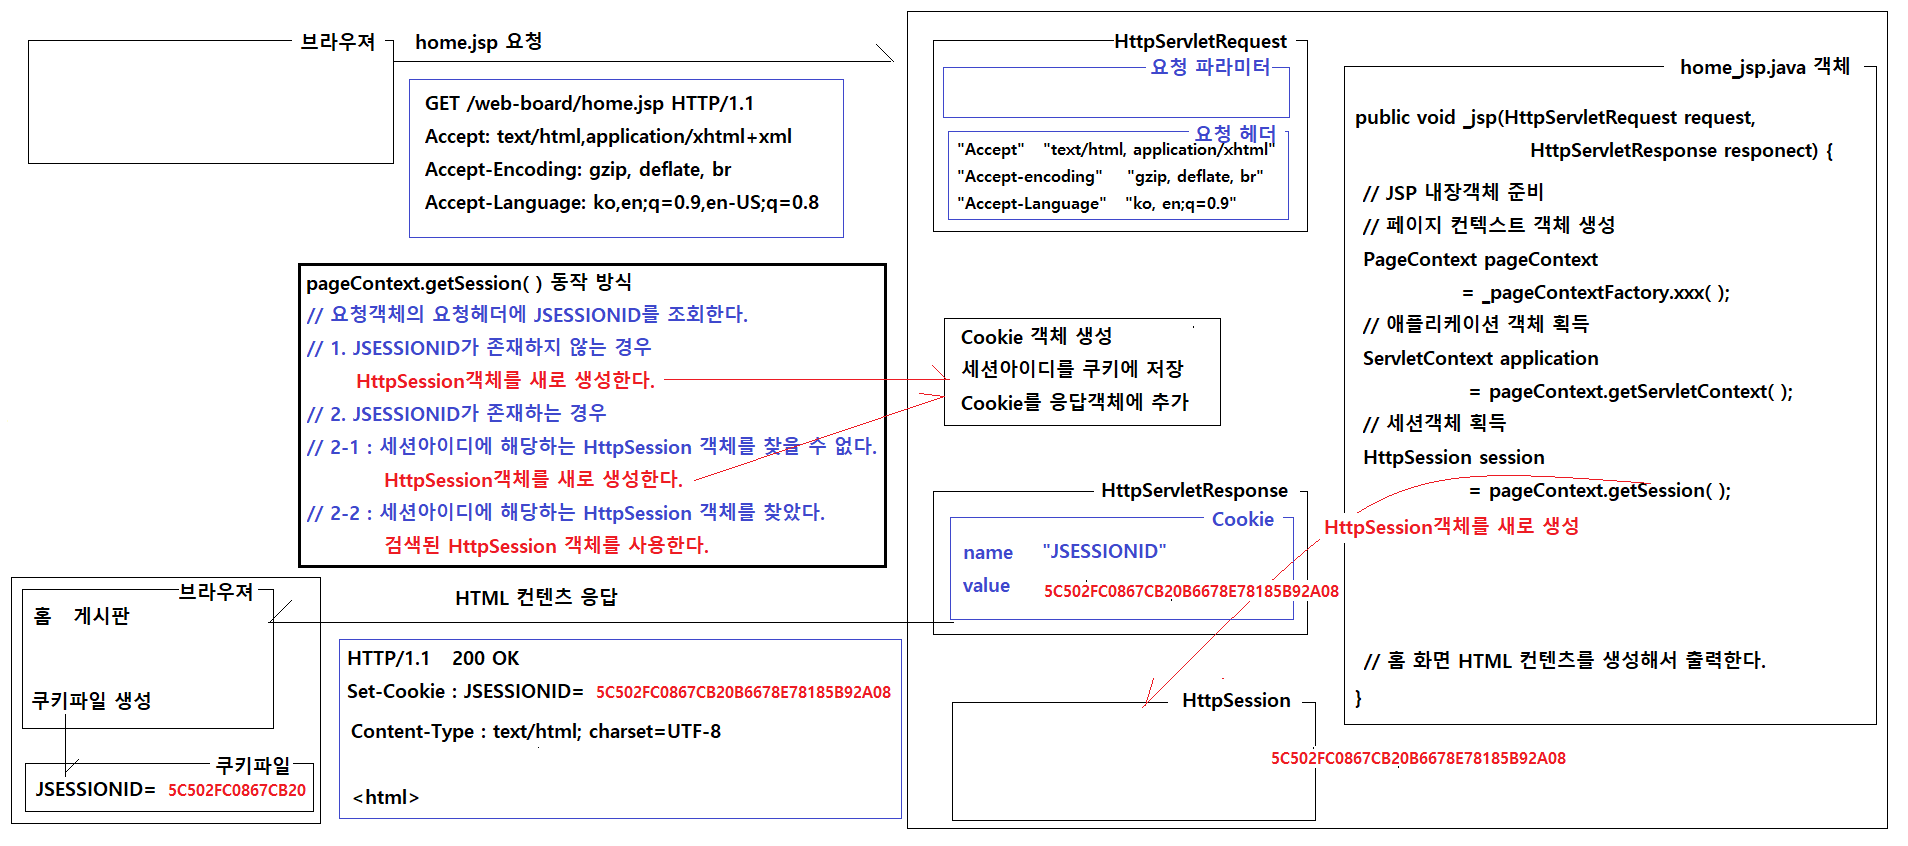 브라우져
home.jsp 요청
GET /web-board/home.jsp HTTP/1.1
Accept: text/html,application/xhtml+xml
Accept-Encoding: gzip, deflate, br
Accept-Language: ko,en;q=0.9,en-US;q=0.8
pageContext.getSession( ) 동작 방식
// 요청객체의 요청헤더에 JSESSIONID를 조회한다.
// 1. JSESSIONID가 존재하지 않는 경우
HttpSession객체를 새로 생성한다.
// 2. JSESSIONID가 존재하는 경우
// 2-1 : 세션아이디에 해당하는 HttpSession 객체를 찾을 수 없다.
HttpSession객체를 새로 생성한다.
// 2-2 : 세션아이디에 해당하는 HttpSession 객체를 찾았다.
검색된 HttpSession 객체를 사용한다.
HttpServletRequest
요청 파라미터
요청 헤더
"Accept" "text/html, application/xhtml"
"Accept-encoding" "gzip, deflate, br"
"Accept-Language" "ko, en;q=0.9"
Cookie 객체 생성
세션아이디를 쿠키에 저장
Cookie를 응답객체에 추가
HttpServletResponse
Cookie
name "JSESSIONID"
value 5C502FC0867CB20B6678E78185B92A08
HttpSession
5C502FC0867CB20B6678E78185B92A08
home_jsp.java 객체
public void _jsp(HttpServletRequest request,
HttpServletResponse responect) {
// JSP 내장객체 준비
// 페이지 컨텍스트 객체 생성
PageContext pageContext
= _pageContextFactory.xxx( );
// 애플리케이션 객체 획득
ServletContext application
= pageContext.getServletContext( );
// 세션객체 획득
HttpSession session
= pageContext.getSession( );
HttpSession객체를 새로 생성
// 홈 화면 HTML 컨텐츠를 생성해서 출력한다.
}
HTML 컨텐츠 응답
HTTP/1.1 200 OK
Set-Cookie : JSESSIONID= 5C502FC0867CB20B6678E78185B92A08
Content-Type : text/html; charset=UTF-8
<html>
브라우져
홈 게시판
쿠키파일 생성
쿠키파일
JSESSIONID= 5C502FC0867CB20